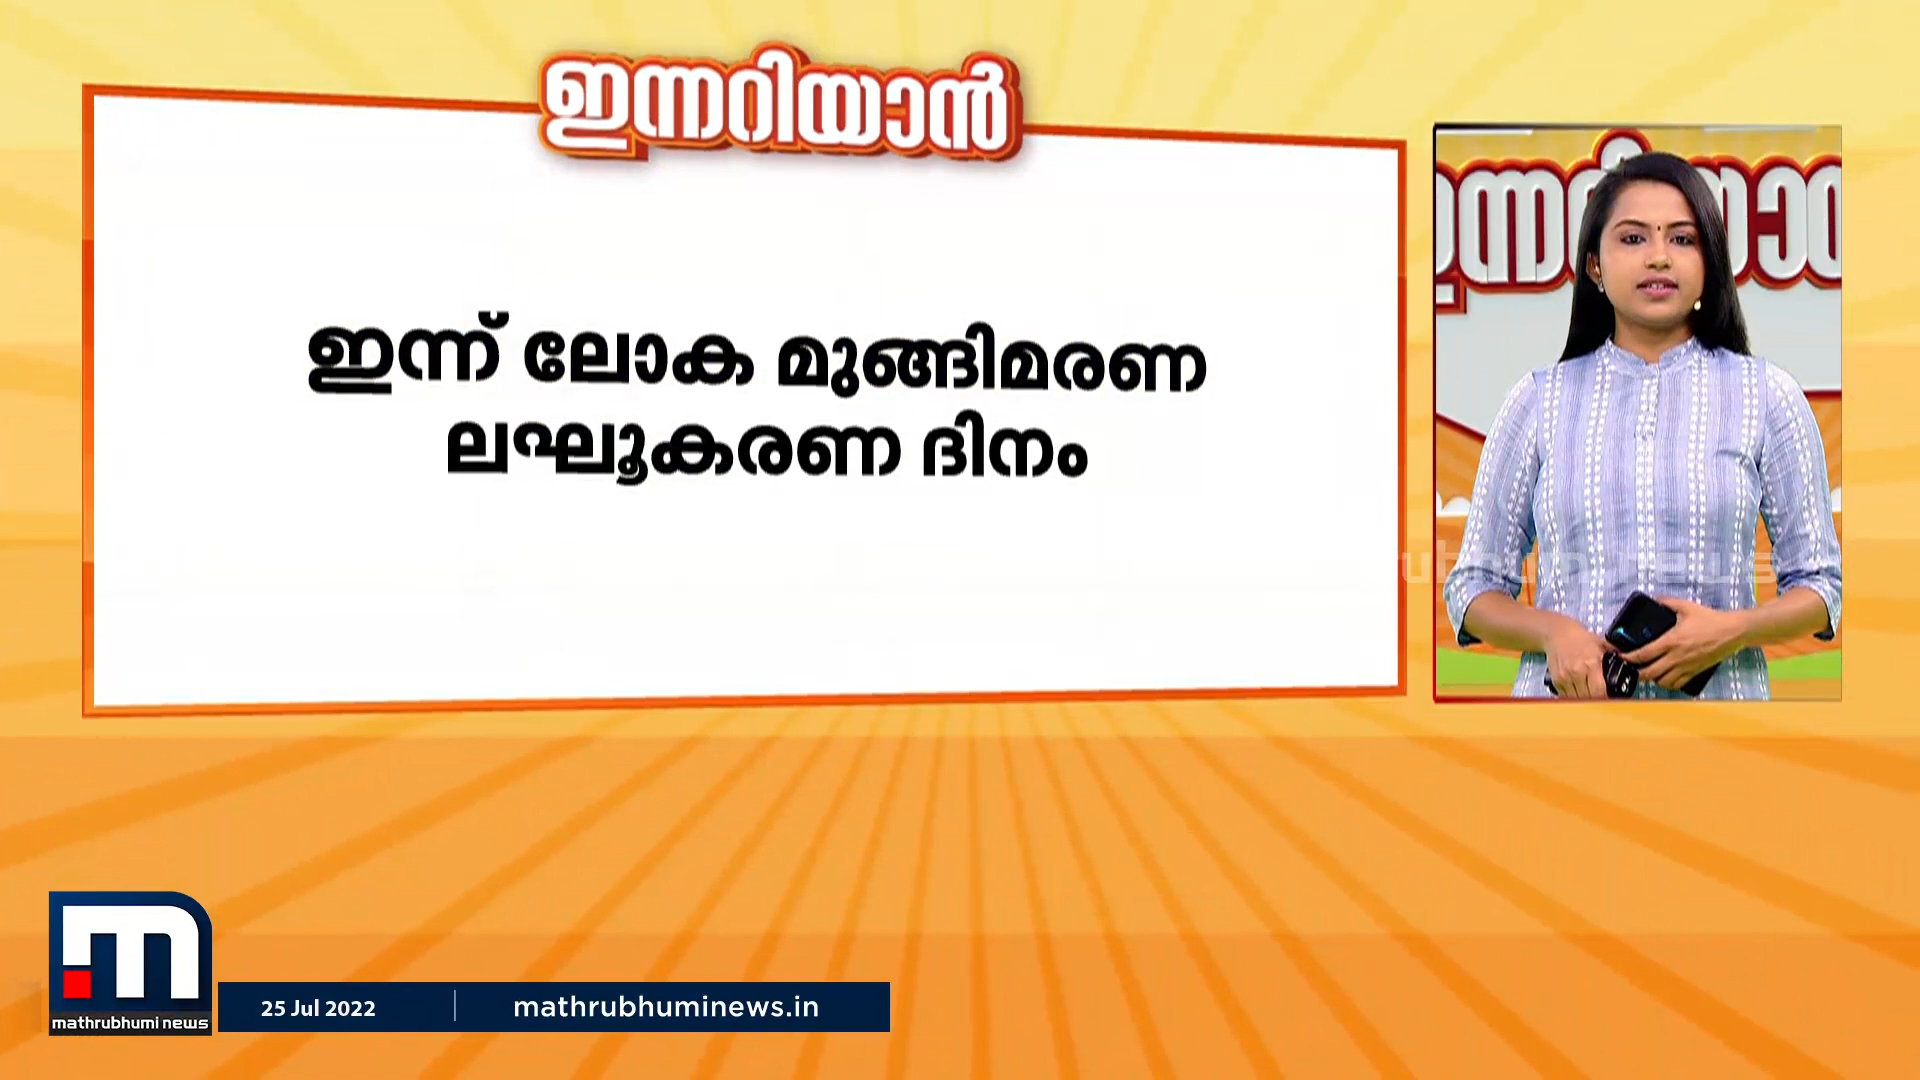 ഇന്നറിയാൻ
ഇന്ന് ലോക മുങ്ങിമരണ
ലഘൂകരണ ദിനം
mathrubhumi news
25 Jul 2022
mathrubhuminews.in